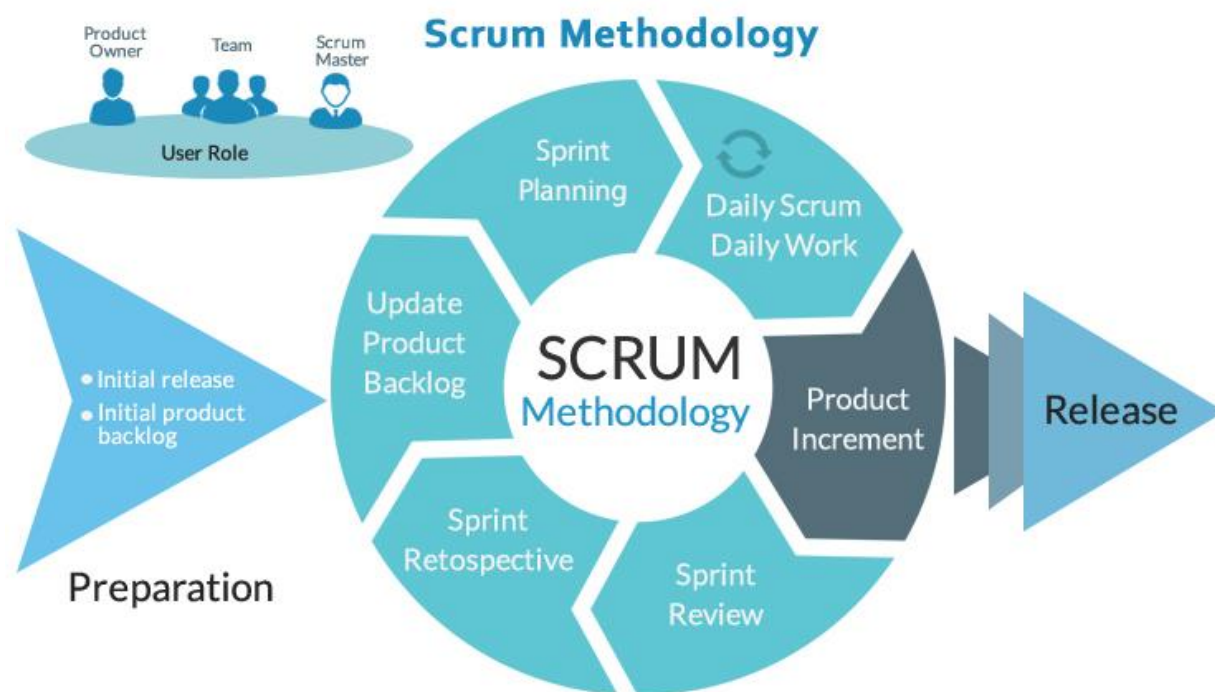 Scrum Methodology
Product
Owner
Team
Scrum
Master
User Role
Sprint
Planning
Daily Scrum
Daily Work
Update
Product
Backlog
SCRUM
Methodology
Product
Increment
Release
• Initial release
• Initial product
backlog
Preparation
Sprint
Retospective
Sprint
Review